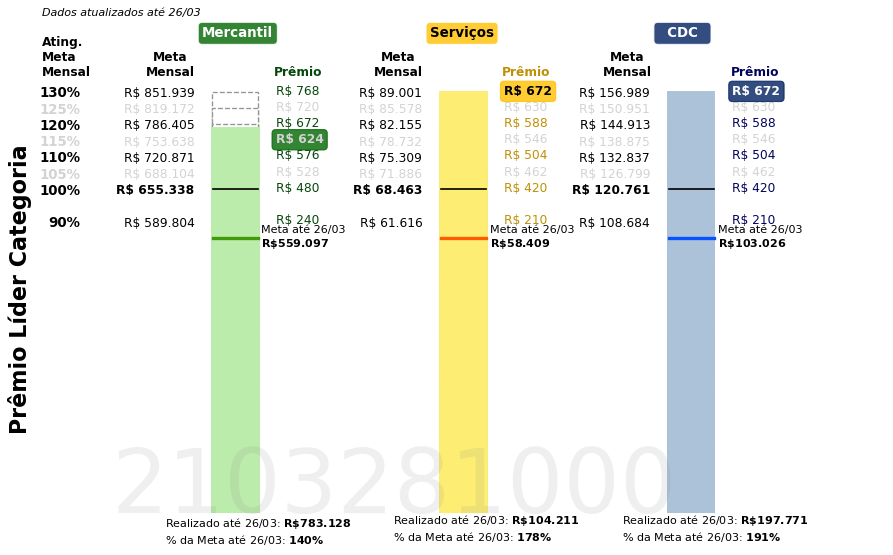 Dados atualizados até 26/03
Mercantil Serviços CDC
Ating. Meta Mensal Meta Mensal Prêmio Meta Mensal Prêmio Meta Mensal Prêmio
130% R$ 851.939 R$ 768 R$ 89.001 R$ 672 R$ 156.989 R$ 672
125% R$ 819.172 R$ 720 R$ 85.578 R$ 630 R$ 150.951 R$ 630
120% R$ 786.405 R$ 672 R$ 82.155 R$ 588 R$ 144.913 R$ 588
115% R$ 753.638 R$ 624 R$ 78.732 R$ 546 R$ 138.875 R$ 546
110% R$ 720.871 R$ 576 R$ 75.309 R$ 504 R$ 132.837 R$ 504
105% R$ 688.104 R$ 528 R$ 71.886 R$ 462 R$ 126.799 R$ 462
100% R$ 655.338 R$ 480 R$ 68.463 R$ 420 R$ 120.761 R$ 420
90% R$ 589.804 R$ 240 R$ 61.616 R$ 210 R$ 108.684 R$ 210
Meta até 26/03 Meta até 26/03 Meta até 26/03
R$559.097 R$58.409 R$103.026
Prêmio Líder Categoria
2103281000
Realizado até 26/03: R$783.128 Realizado até 26/03: R$104.211 Realizado até 26/03: R$197.771
% da Meta até 26/03: 140% % da Meta até 26/03: 178% % da Meta até 26/03: 191%